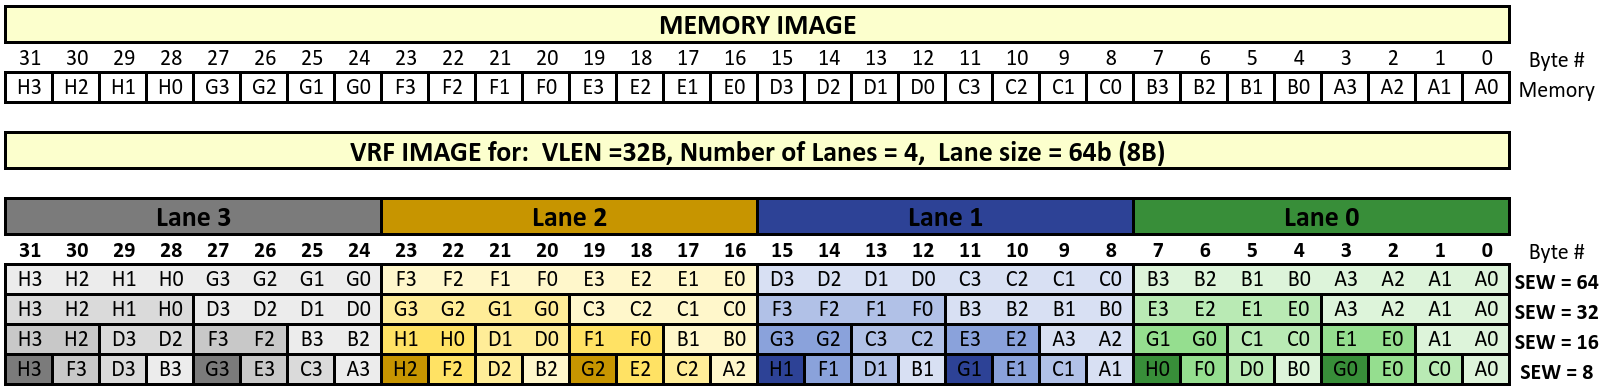 MEMORY IMAGE
31 30 29 28 27 26 25 24 23 22 21 20 19 18 17 16 15 14 13 12 11 10 9 8 7 6 5 4 3 2 1 0 Byte #
H3 H2 H1 H0 G3 G2 G1 G0 F3 F2 F1 F0 E3 E2 E1 E0 D3 D2 D1 D0 C3 C2 C1 C0 B3 B2 B1 B0 A3 A2 A1 A0 Memory
VRF IMAGE for: VLEN =32B, Number of Lanes = 4, Lane size = 64b (8B)
Lane 3 Lane 2 Lane 1 Lane 0
31 30 29 28 27 26 25 24 23 22 21 20 19 18 17 16 15 14 13 12 11 10 9 8 7 6 5 4 3 2 1 0 Byte #
H3 H2 H1 H0 G3 G2 G1 G0 F3 F2 F1 F0 E3 E2 E1 E0 D3 D2 D1 D0 C3 C2 C1 C0 B3 B2 B1 B0 A3 A2 A1 A0 SEW = 64
H3 H2 H1 H0 D3 D2 D1 D0 G3 G2 G1 G0 C3 C2 C1 C0 F3 F2 F1 F0 B3 B2 B1 B0 E3 E2 E1 E0 A3 A2 A1 A0 SEW = 32
H3 H2 D3 D2 F3 F2 B3 B2 H1 H0 D1 D0 F1 F0 B1 B0 G3 G2 C3 C2 E3 E2 A3 A2 G1 G0 C1 C0 E1 E0 A1 A0 SEW = 16
H3 F3 D3 B3 G3 E3 C3 A3 H2 F2 D2 B2 G2 E2 C2 A2 H1 F1 D1 B1 G1 E1 C1 A1 H0 F0 D0 B0 G0 E0 C0 A0 SEW = 8